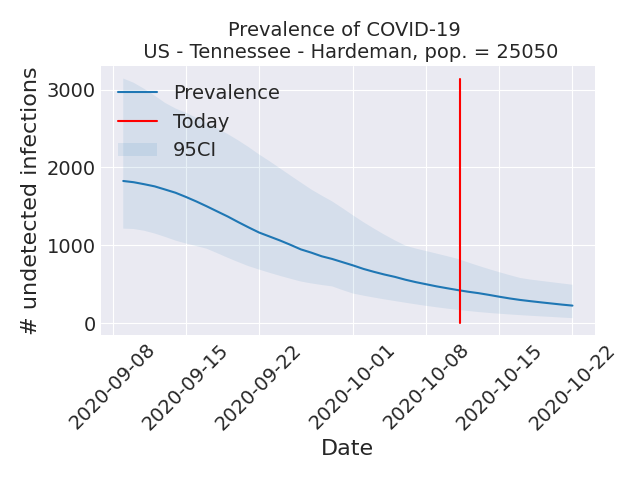 Prevalence of COVID-19
US - Tennessee - Hardeman, pop. = 25050
# undetected infections
3000
2000
1000
0
Prevalence
Today
95CI
2020-09-08
2020-09-15
2020-09-22
2020-10-01
2020-10-08
2020-10-15
2020-10-22
Date